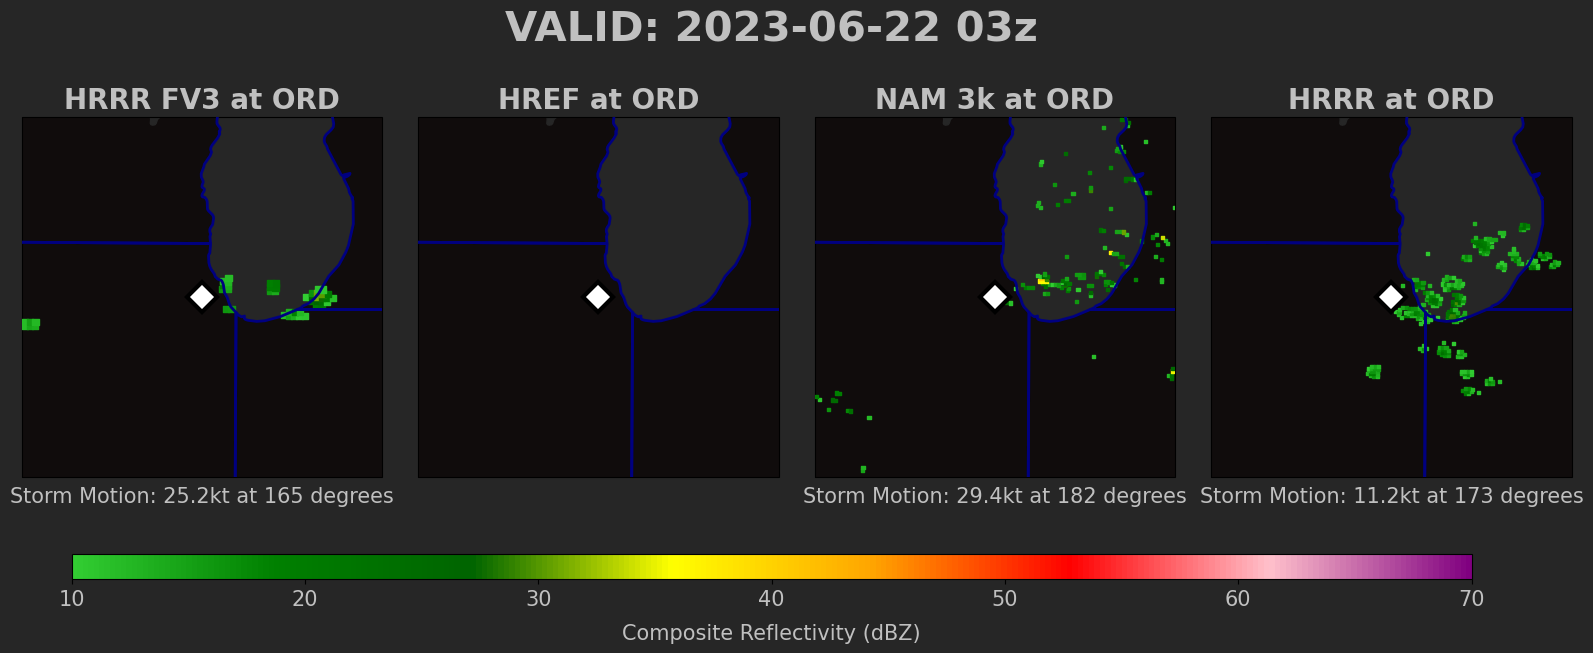 VALID: 2023-06-22 03z
HRRR FV3 at ORD
HREF at ORD
NAM 3k at ORD
HRRR at ORD
Storm Motion: 25.2kt at 165 degrees
Storm Motion: 29.4kt at 182 degrees
Storm Motion: 11.2kt at 173 degrees
10 20 30 40 50 60 70
Composite Reflectivity (dBZ)